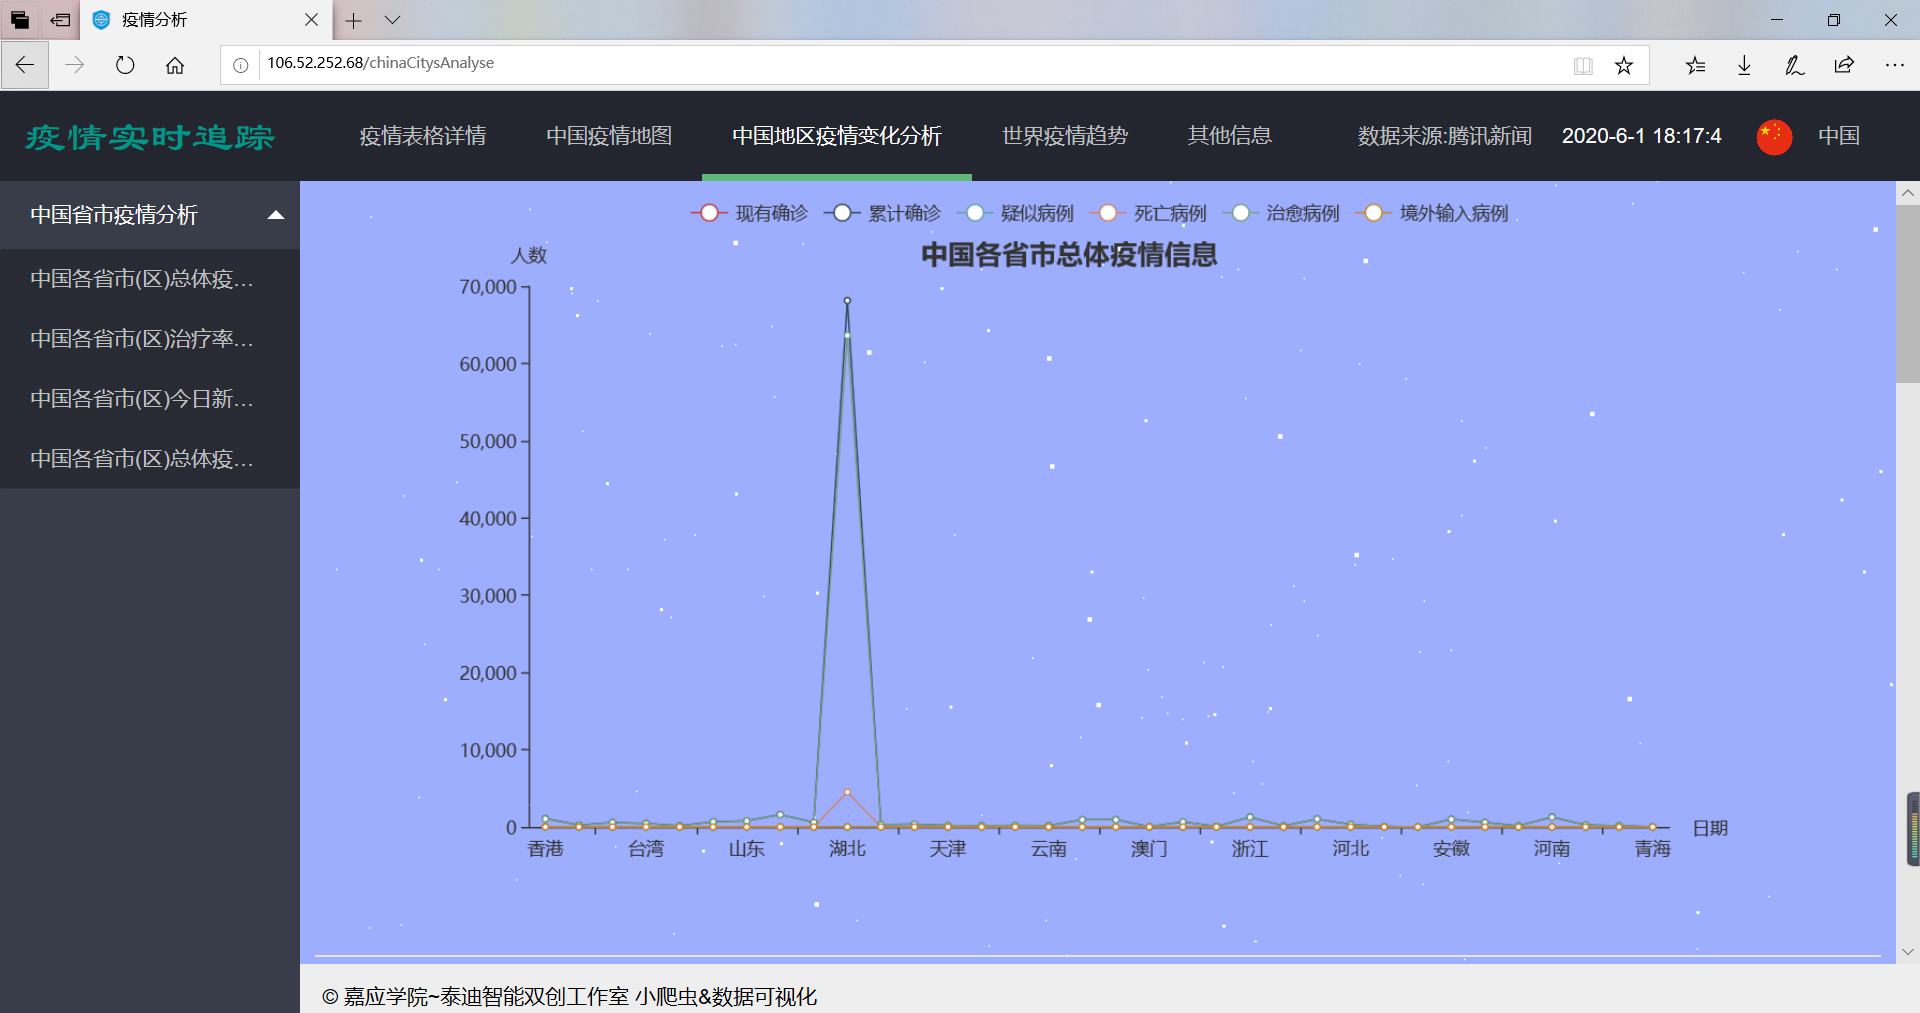 疫情分析
106.52.252.68/chinaCitysAnalyse
疫情实时追踪 疫情表格详情 中国疫情地图 中国地区疫情变化分析 世界疫情趋势 其他信息 数据来源:腾讯新闻 2020-6-1 18:17:4 中国
中国省市疫情分析
中国各省市(区)总体疫...
中国各省市(区)治疗率...
中国各省市(区)今日新...
中国各省市(区)总体疫...
现有确诊 累计确诊 疑似病例 死亡病例 治愈病例 境外输入病例
中国各省市总体疫情信息
人数
70,000
60,000
50,000
40,000
30,000
20,000
10,000
0
日期
香港 台湾 山东 湖北 天津 云南 澳门 浙江 河北 安徽 河南 青海
© 嘉应学院~泰迪智能双创工作室 小爬虫&数据可视化